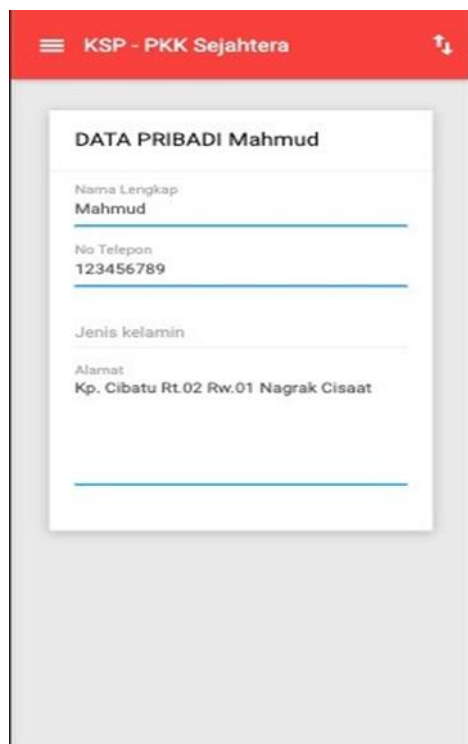 KSP - PKK Sejahtera
DATA PRIBADI Mahmud
Nama Lengkap
Mahmud
No Telepon
123456789
Jenis kelamin
Alamat
Kp. Cibatu Rt.02 Rw.01 Nagrak Cisaat